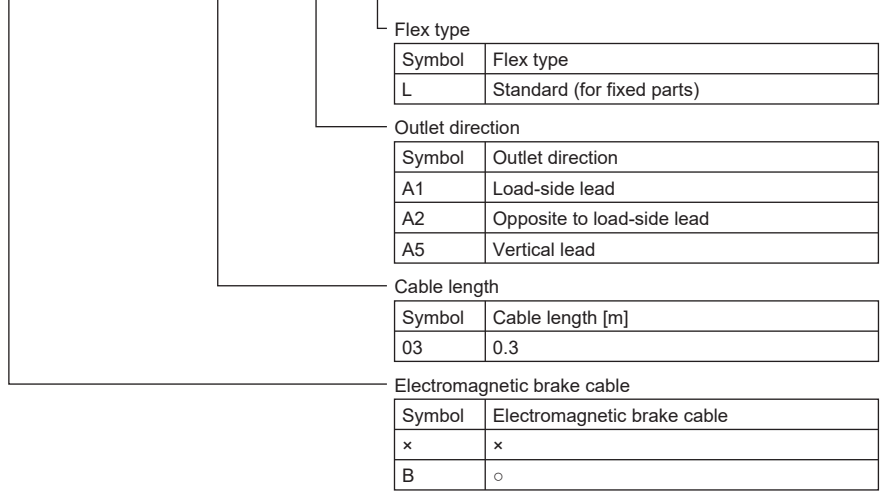 Flex type
Symbol Flex type
L Standard (for fixed parts)
Outlet direction
Symbol Outlet direction
A1 Load-side lead
A2 Opposite to load-side lead
A5 Vertical lead
Cable length
Symbol Cable length [m]
03 0.3
Electromagnetic brake cable
Symbol Electromagnetic brake cable
× ×
B ○